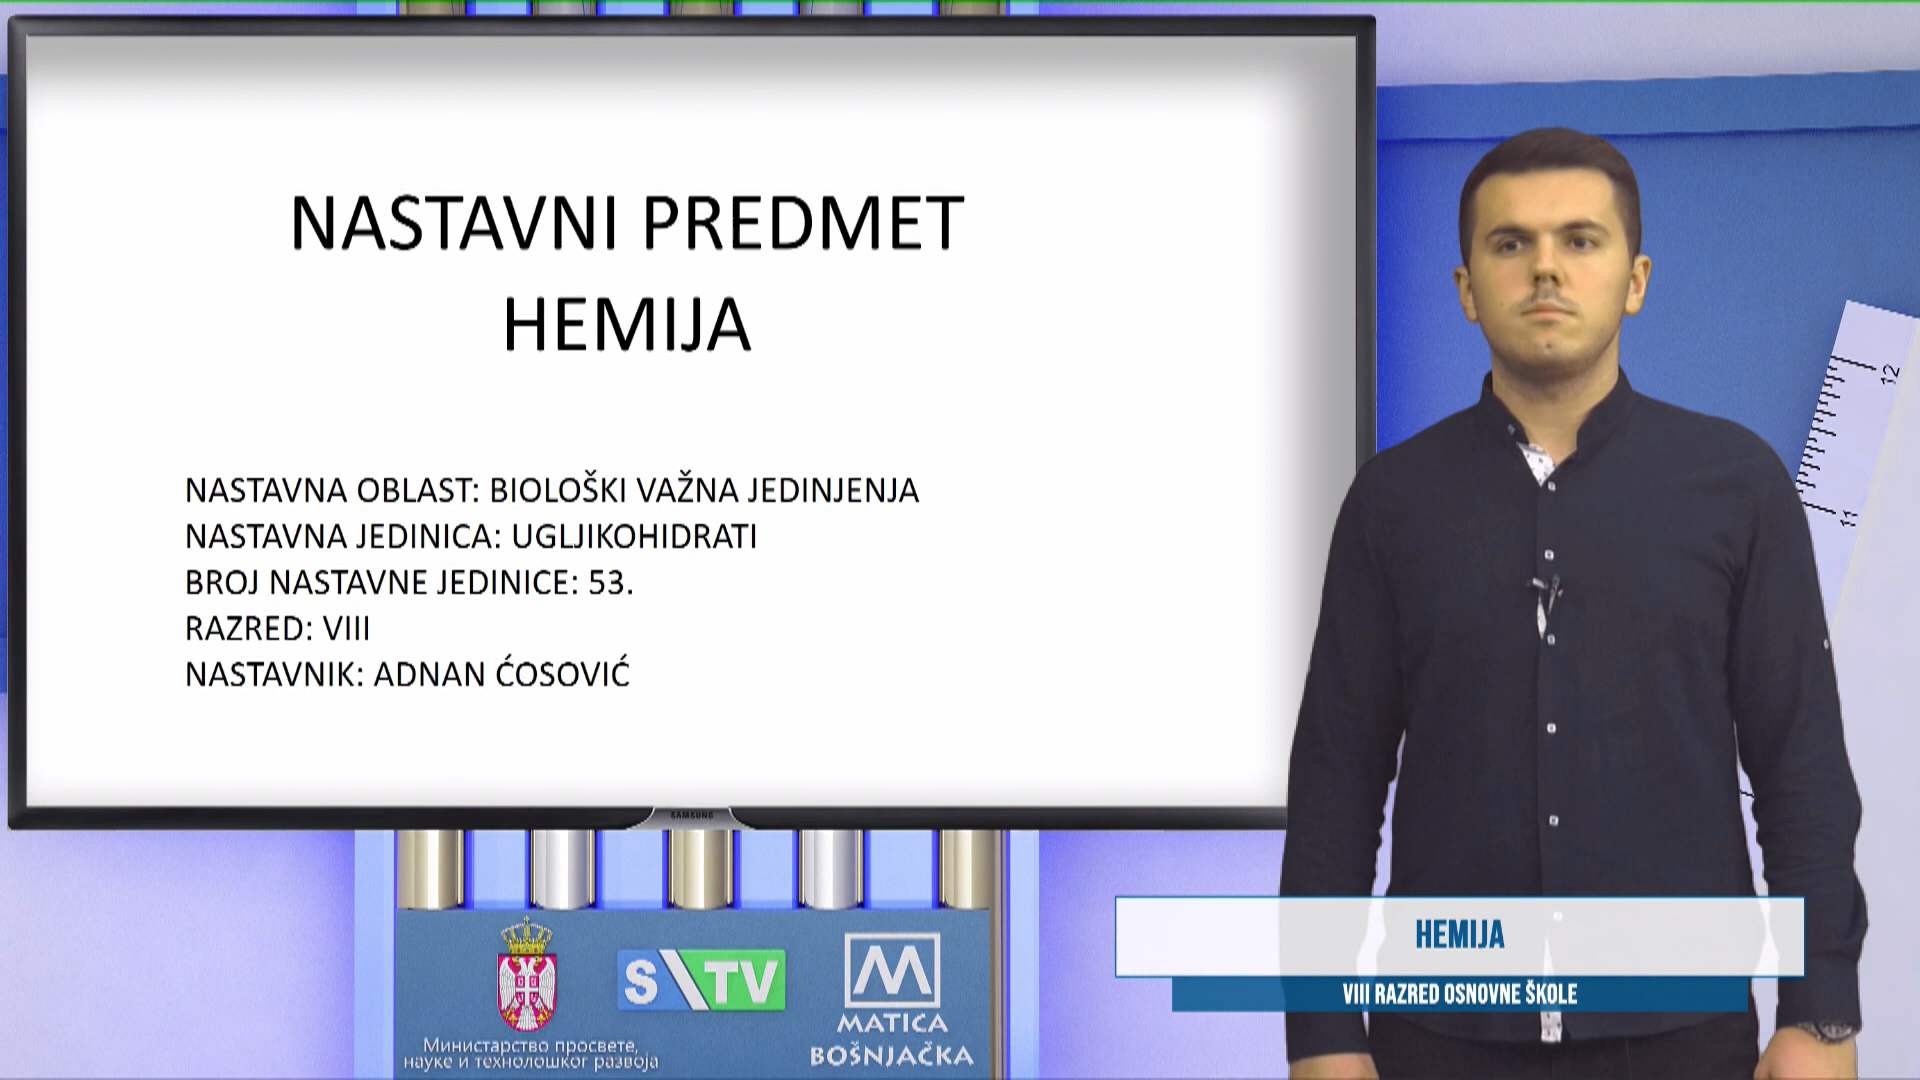 NASTAVNI PREDMET
HEMIJA
NASTAVNA OBLAST: BIOLOŠKI VAŽNA JEDINJENJA
NASTAVNA JEDINICA: UGLJIKOHIDRATI
BROJ NASTAVNE JEDINICE: 53.
RAZRED: VIII
NASTAVNIK: ADNAN ĆOSOVIĆ
SAMSUNG
12
11
HEMIJA
VIII RAZRED OSNOVNE ŠKOLE
Министарство просвете,
науке и технолошког развоја
S TV
M
MATICA
BOŠNJAČKA